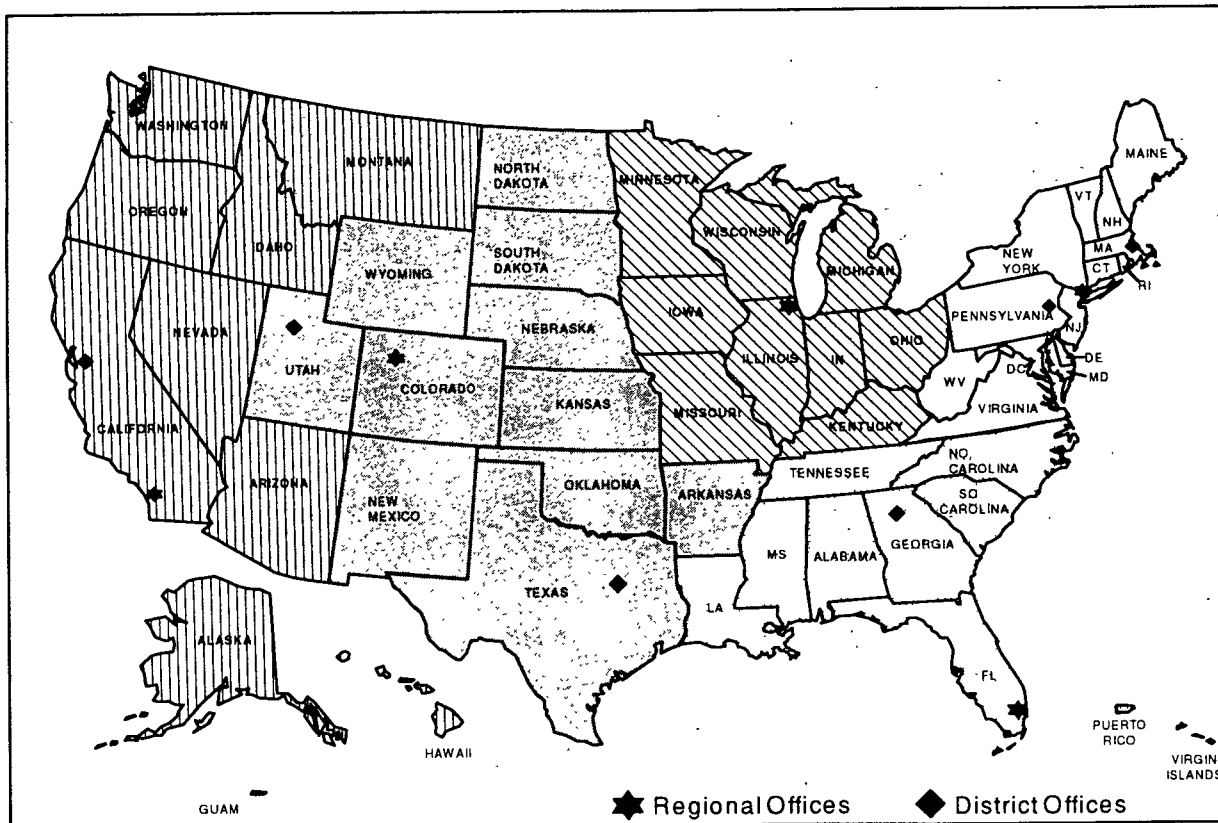 WASHINGTON
MONTANA
OREGON
IDAHO
WYOMING
NEVADA
UTAH
COLORADO
CALIFORNIA
ARIZONA
NEW
MEXICO
NORTH
DAKOTA
SOUTH
DAKOTA
NEBRASKA
KANSAS
OKLAHOMA
TEXAS
MINNESOTA
WISCONSIN
MICHIGAN
IOWA
ILLINOIS
IN
OHIO
MISSOURI
KENTUCKY
ARKANSAS
LA
MS
ALABAMA
TENNESSEE
GEORGIA
FL
NO.
CAROLINA
SO
CAROLINA
VIRGINIA
WV
DC
MD
DE
NJ
PENNSYLVANIA
NEW
YORK
CT
RI
MA
VT
NH
MAINE
ALASKA
HAWAII
GUAM
PUERTO
RICO
VIRGIN
ISLANDS
Regional Offices
District Offices